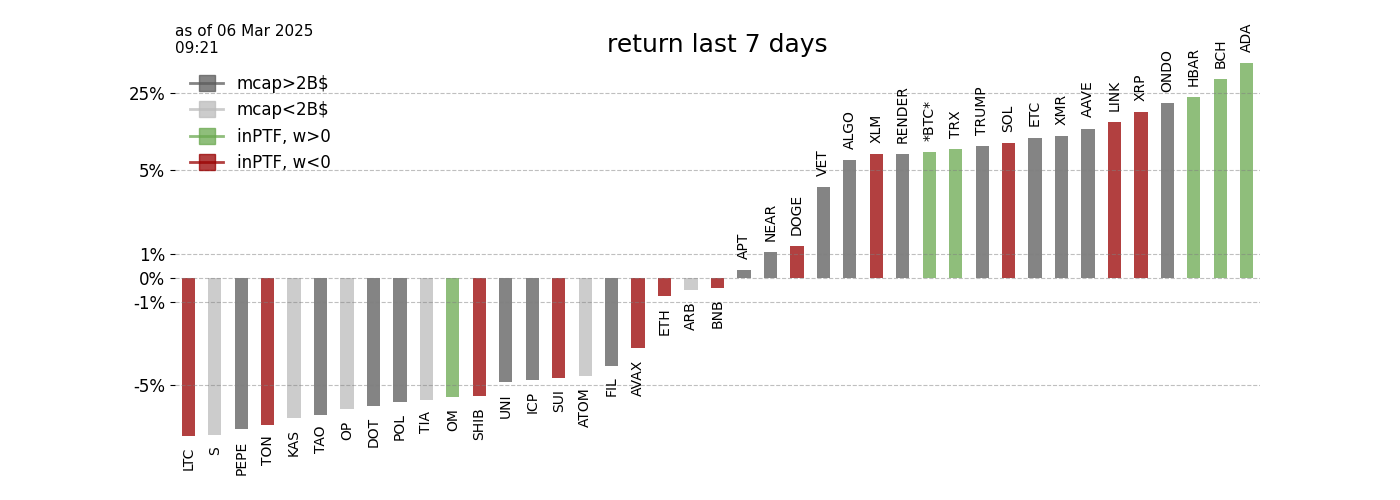 as of 06 Mar 2025
09:21
return last 7 days
mcap>2B$
mcap<2B$
inPTF, w>0
inPTF, w<0
25%
5%
1%
0%
-1%
-5%
LTC
S
PEPE
TON
KAS
TAO
OP
DOT
POL
TIA
OM
SHIB
UNI
ICP
SUI
ATOM
FIL
AVAX
ETH
ARB
BNB
APT
NEAR
DOGE
VET
ALGO
XLM
RENDER
*BTC*
TRX
TRUMP
SOL
ETC
XMR
AAVE
LINK
XRP
ONDO
HBAR
BCH
ADA